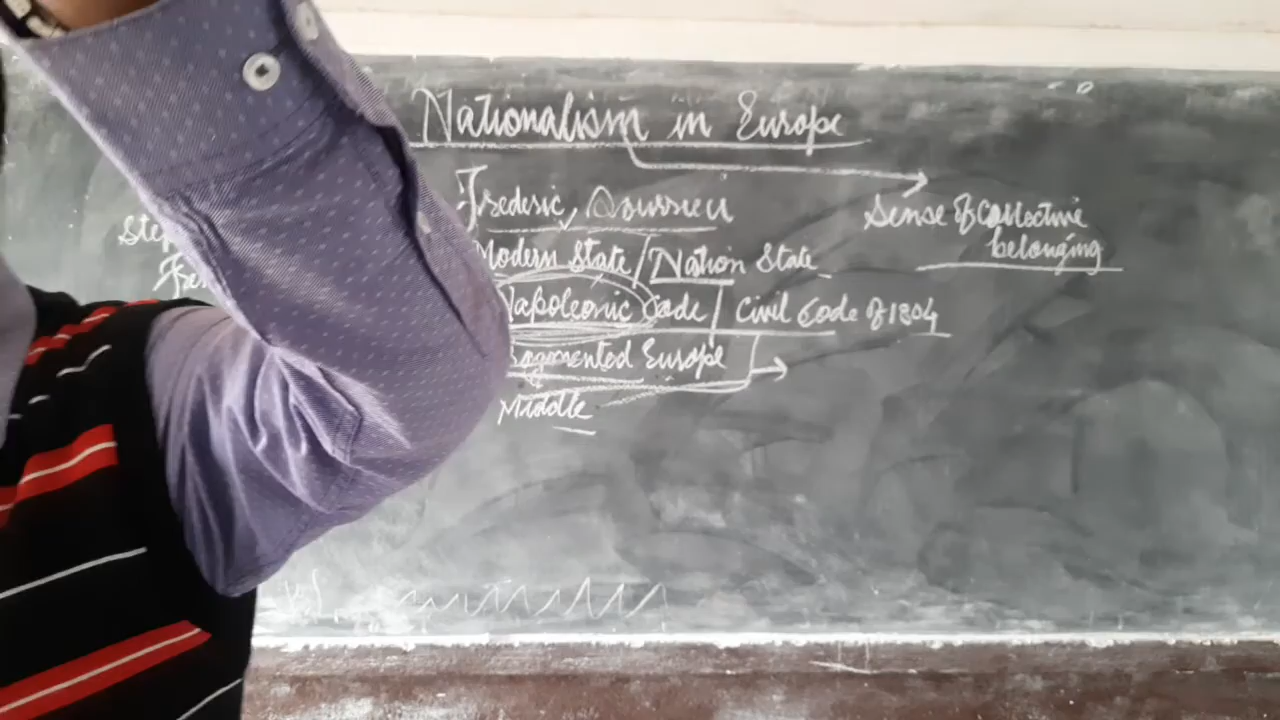 Nationalism in Europe
Frederic Sourrieu
Sense of Collective
belonging
Modern State / Nation State
Napoleonic Code / Civil Code of 1804
Fragmented Europe
Middle